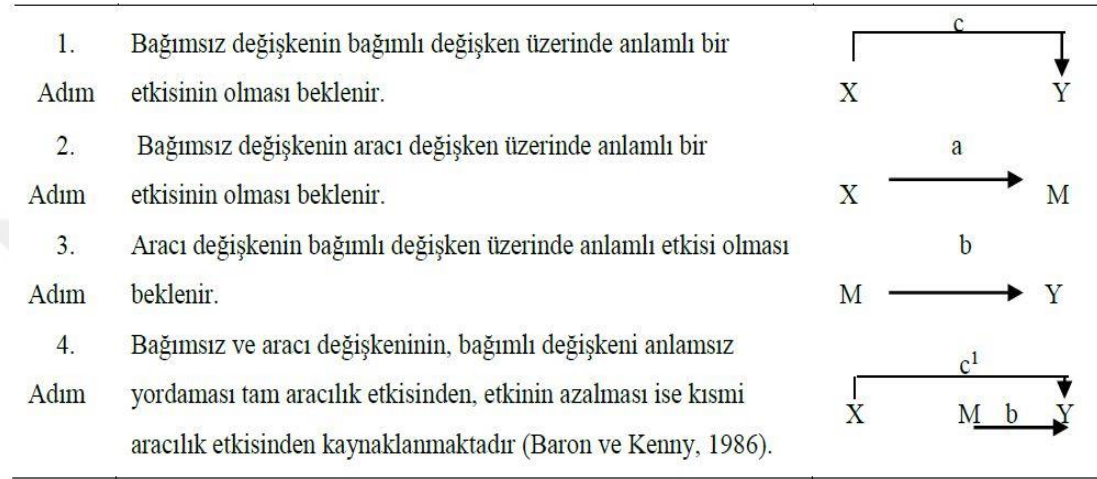 c
1. Bağımsız değişkenin bağımlı değişken üzerinde anlamlı bir
Adım etkisinin olması beklenir. X Y
2. Bağımsız değişkenin aracı değişken üzerinde anlamlı bir a
Adım etkisinin olması beklenir. X M
3. Aracı değişkenin bağımlı değişken üzerinde anlamlı etkisi olması b
Adım beklenir. M Y
4. Bağımsız ve aracı değişkeninin, bağımlı değişkeni anlamsız
c¹
Adım yordaması tam aracılık etkisinden, etkinin azalması ise kısmi
X M b Y
aracılık etkisinden kaynaklanmaktadır (Baron ve Kenny, 1986).